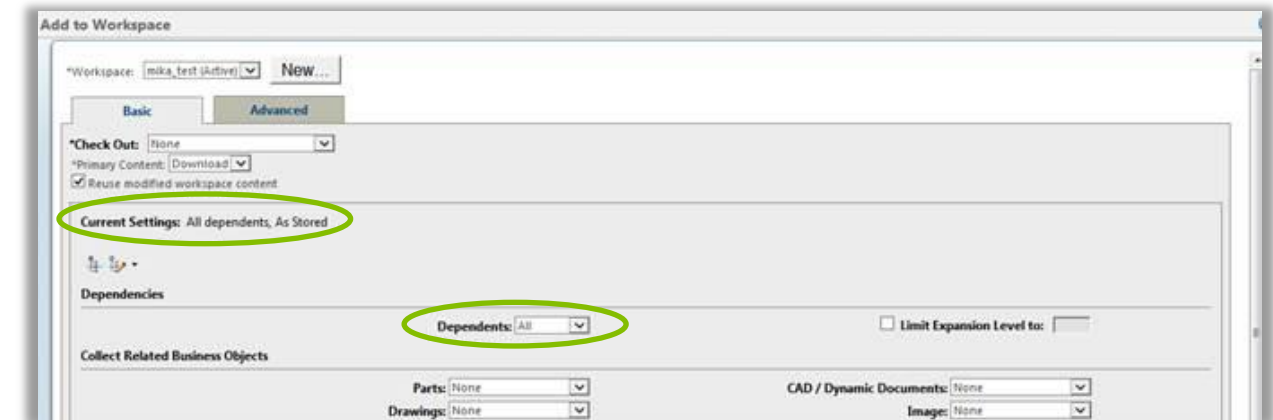 Add to Workspace
*Workspace: mika_test (Active) New...
Basic Advanced
*Check Out: None
*Primary Content: Download
Reuse modified workspace content
Current Settings: All dependents, As Stored
Dependencies
Dependents: All Limit Expansion Level to:
Collect Related Business Objects
Parts: None CAD / Dynamic Documents: None
Drawings: None Image: None